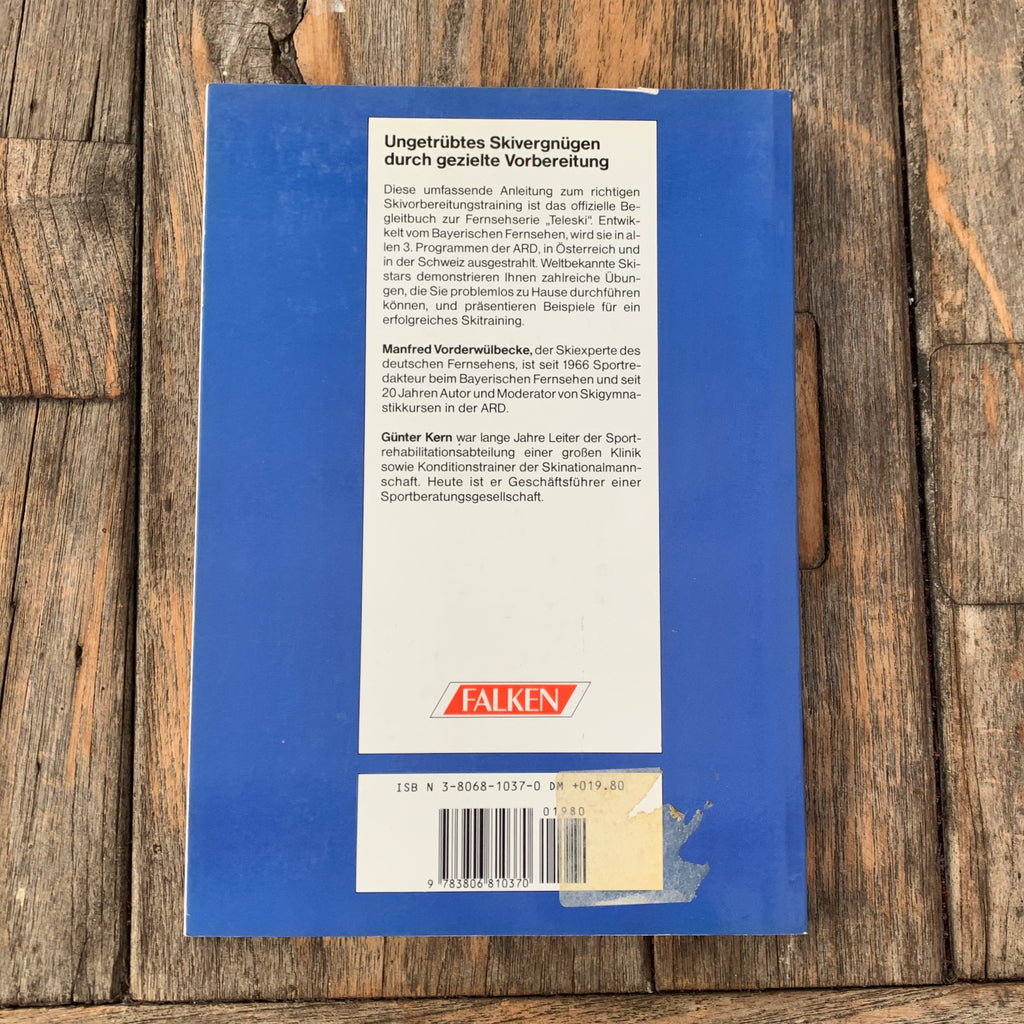 Ungetrübtes Skivergnügen
durch gezielte Vorbereitung
Diese umfassende Anleitung zum richtigen
Skivorbereitungstraining ist das offizielle Be-
gleitbuch zur Fernsehserie „Teleski“. Entwik-
kelt vom Bayerischen Fernsehen, wird sie in al-
len 3. Programmen der ARD, in Österreich und
in der Schweiz ausgestrahlt. Weltbekannte Ski-
stars demonstrieren Ihnen zahlreiche Übun-
gen, die Sie problemlos zu Hause durchführen
können, und präsentieren Beispiele für ein
erfolgreiches Skitraining.
Manfred Vorderwülbecke, der Skiexperte des
deutschen Fernsehens, ist seit 1966 Sportre-
dakteur beim Bayerischen Fernsehen und seit
20 Jahren Autor und Moderator von Skigymna-
stikkursen in der ARD.
Günter Kern war lange Jahre Leiter der Sport-
rehabilitationsabteilung einer großen Klinik
sowie Konditionstrainer der Skinationalmann-
schaft. Heute ist er Geschäftsführer einer
Sportberatungsgesellschaft.
FALKEN
ISB N 3-8068-1037-0 DM +019.80
01980
9 783806 810370